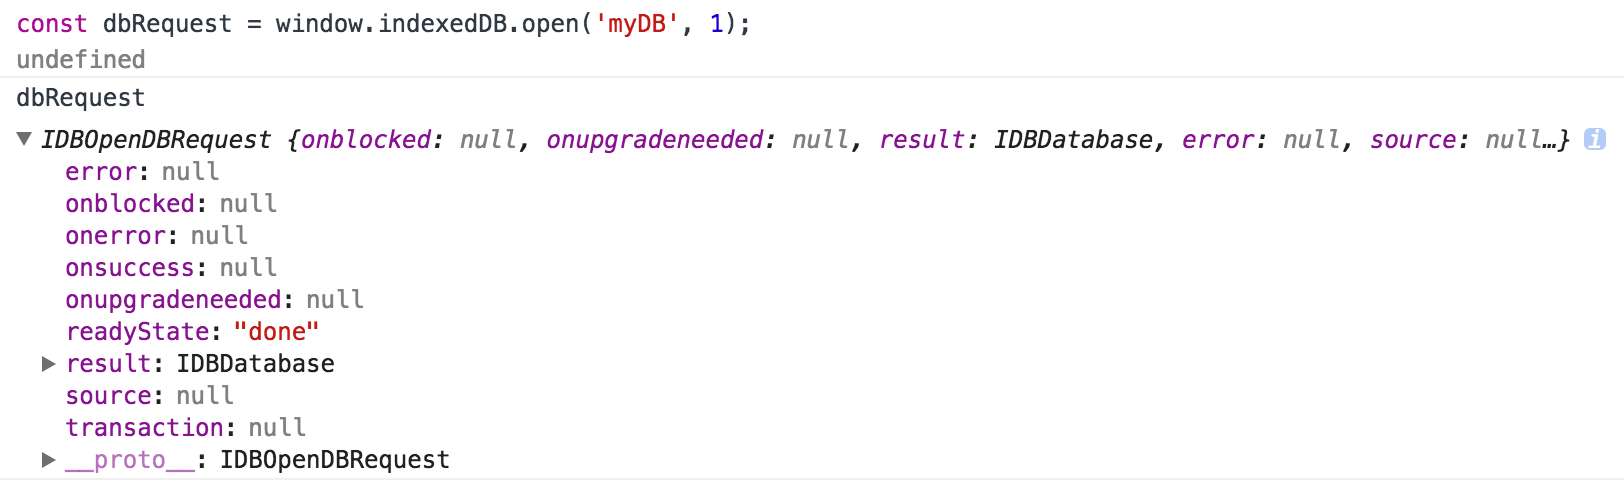 const dbRequest = window.indexedDB.open('myDB', 1);
undefined
dbRequest
▼ IDBOpenDBRequest {onblocked: null, onupgradeneeded: null, result: IDBDatabase, error: null, source: null…} i
error: null
onblocked: null
onerror: null
onsuccess: null
onupgradeneeded: null
readyState: "done"
▶ result: IDBDatabase
source: null
transaction: null
▶ __proto__: IDBOpenDBRequest